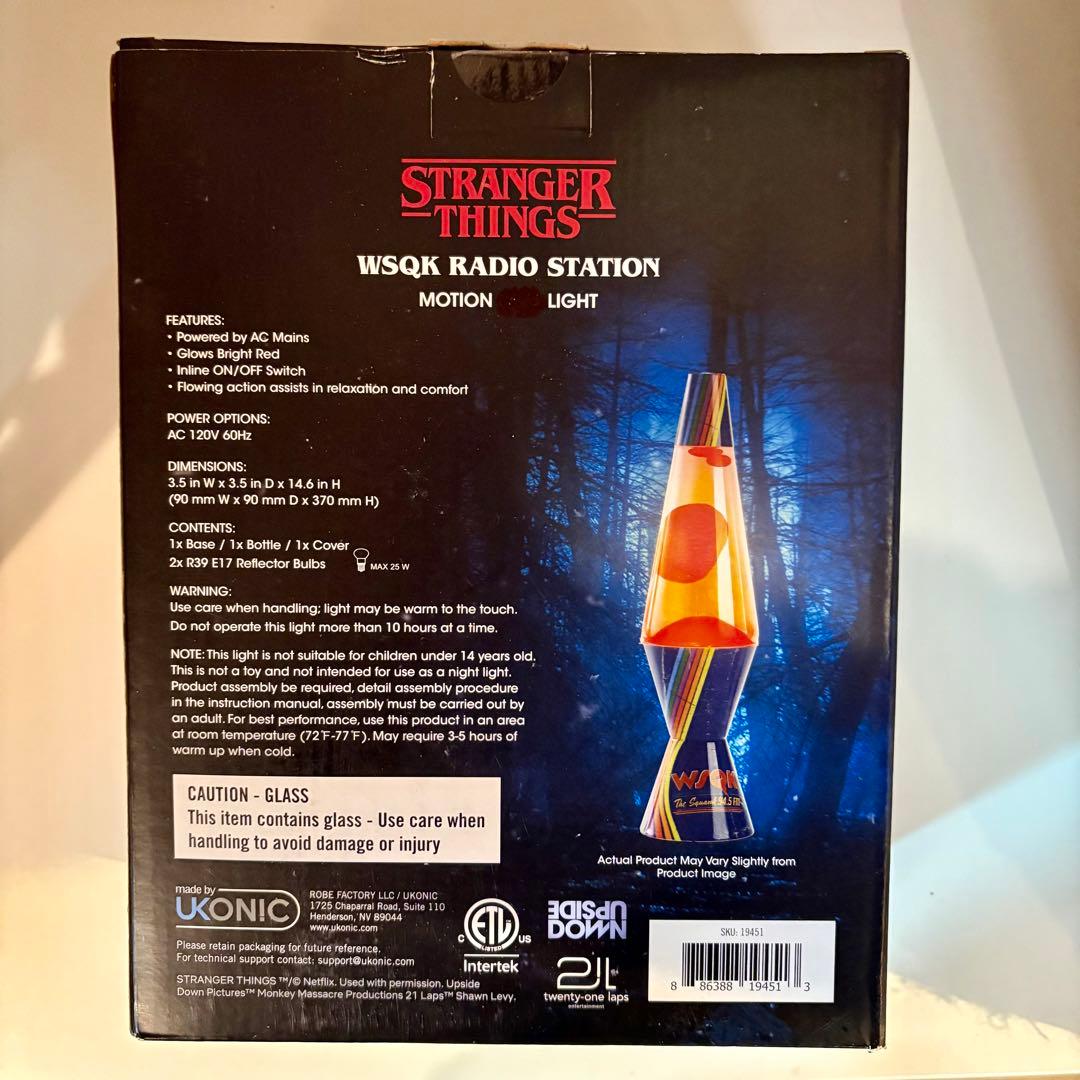 STRANGER
THINGS
WSQK RADIO STATION
MOTION LIGHT
FEATURES:
• Powered by AC Mains
• Glows Bright Red
• Inline ON/OFF Switch
• Flowing action assists in relaxation and comfort
POWER OPTIONS:
AC 120V 60Hz
DIMENSIONS:
3.5 in W x 3.5 in D x 14.6 in H
(90 mm W x 90 mm D x 370 mm H)
CONTENTS:
1x Base / 1x Bottle / 1x Cover
2x R39 E17 Reflector Bulbs MAX 25 W
WARNING:
Use care when handling; light may be warm to the touch.
Do not operate this light more than 10 hours at a time.
NOTE: This light is not suitable for children under 14 years old.
This is not a toy and not intended for use as a night light.
Product assembly be required, detail assembly procedure
in the instruction manual, assembly must be carried out by
an adult. For best performance, use this product in an area
at room temperature (72°F-77°F). May require 3-5 hours of
warm up when cold.
CAUTION - GLASS
This item contains glass - Use care when
handling to avoid damage or injury
WSQK
The Squawk 94.5 FM
Actual Product May Vary Slightly from
Product Image
made by
UKONIC
ROBE FACTORY LLC / UKONIC
1725 Chaparral Road, Suite 110
Henderson, NV 89044
www.ukonic.com
Please retain packaging for future reference.
For technical support contact: support@ukonic.com
STRANGER THINGS ™/© Netflix. Used with permission. Upside
Down Pictures™ Monkey Massacre Productions 21 Laps™ Shawn Levy.
C ETL US
LISTED
Intertek
UPSIDE
DOWN
21L
twenty-one laps
entertainment
SKU: 19451
8 86388 19451 3